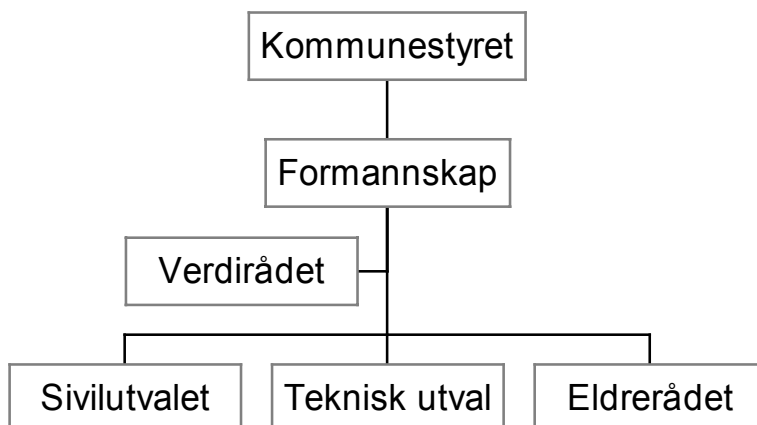 Kommunestyret
Formannskap
Verdirådet
Sivilutvalet
Teknisk utval
Eldrerådet